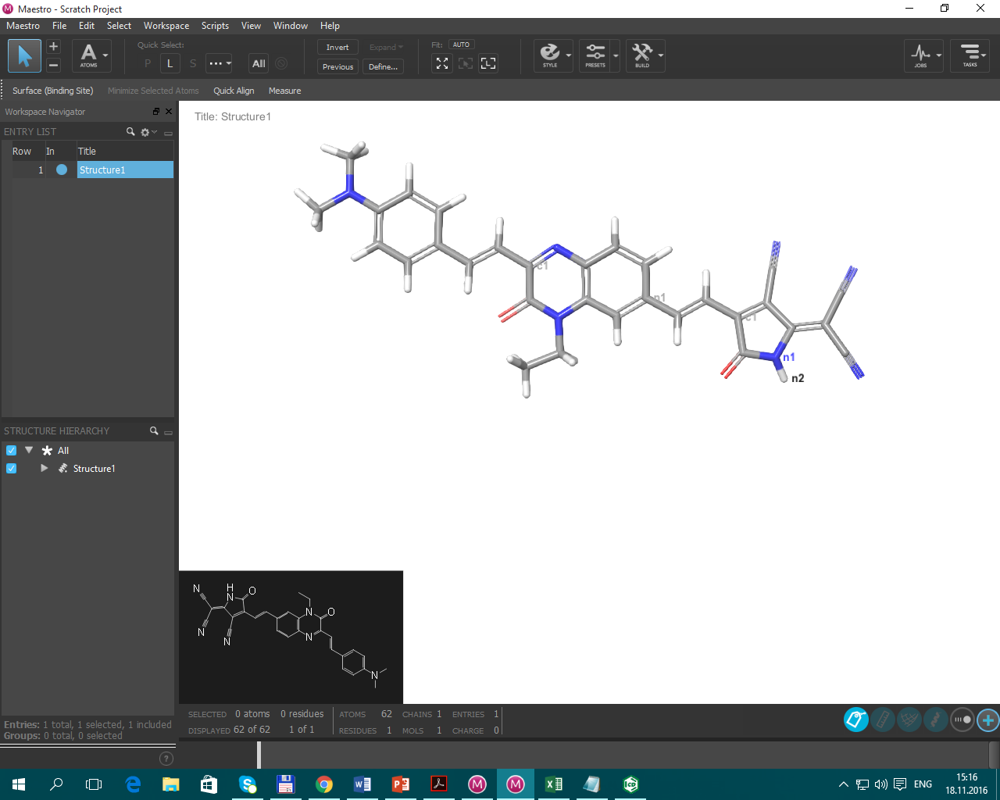 Maestro - Scratch Project
Maestro File Edit Select Workspace Scripts View Window Help
A ATOMS
Quick Select:
P L S ... All
Invert Expand
Previous Define...
Fit: AUTO
STYLE PRESETS BUILD JOBS TASKS
Surface (Binding Site) Minimize Selected Atoms Quick Align Measure
Workspace Navigator
ENTRY LIST
Row In Title
1 Structure1
Title: Structure1
c1
n1
c1
n1
n2
STRUCTURE HIERARCHY
All
Structure1
N H N O
N N O
N N
N
Entries: 1 total, 1 selected, 1 included
Groups: 0 total, 0 selected
SELECTED 0 atoms 0 residues ATOMS 62 CHAINS 1 ENTRIES 1
DISPLAYED 62 of 62 1 of 1 RESIDUES 1 MOLS 1 CHARGE 0
?
ENG
15:16
18.11.2016